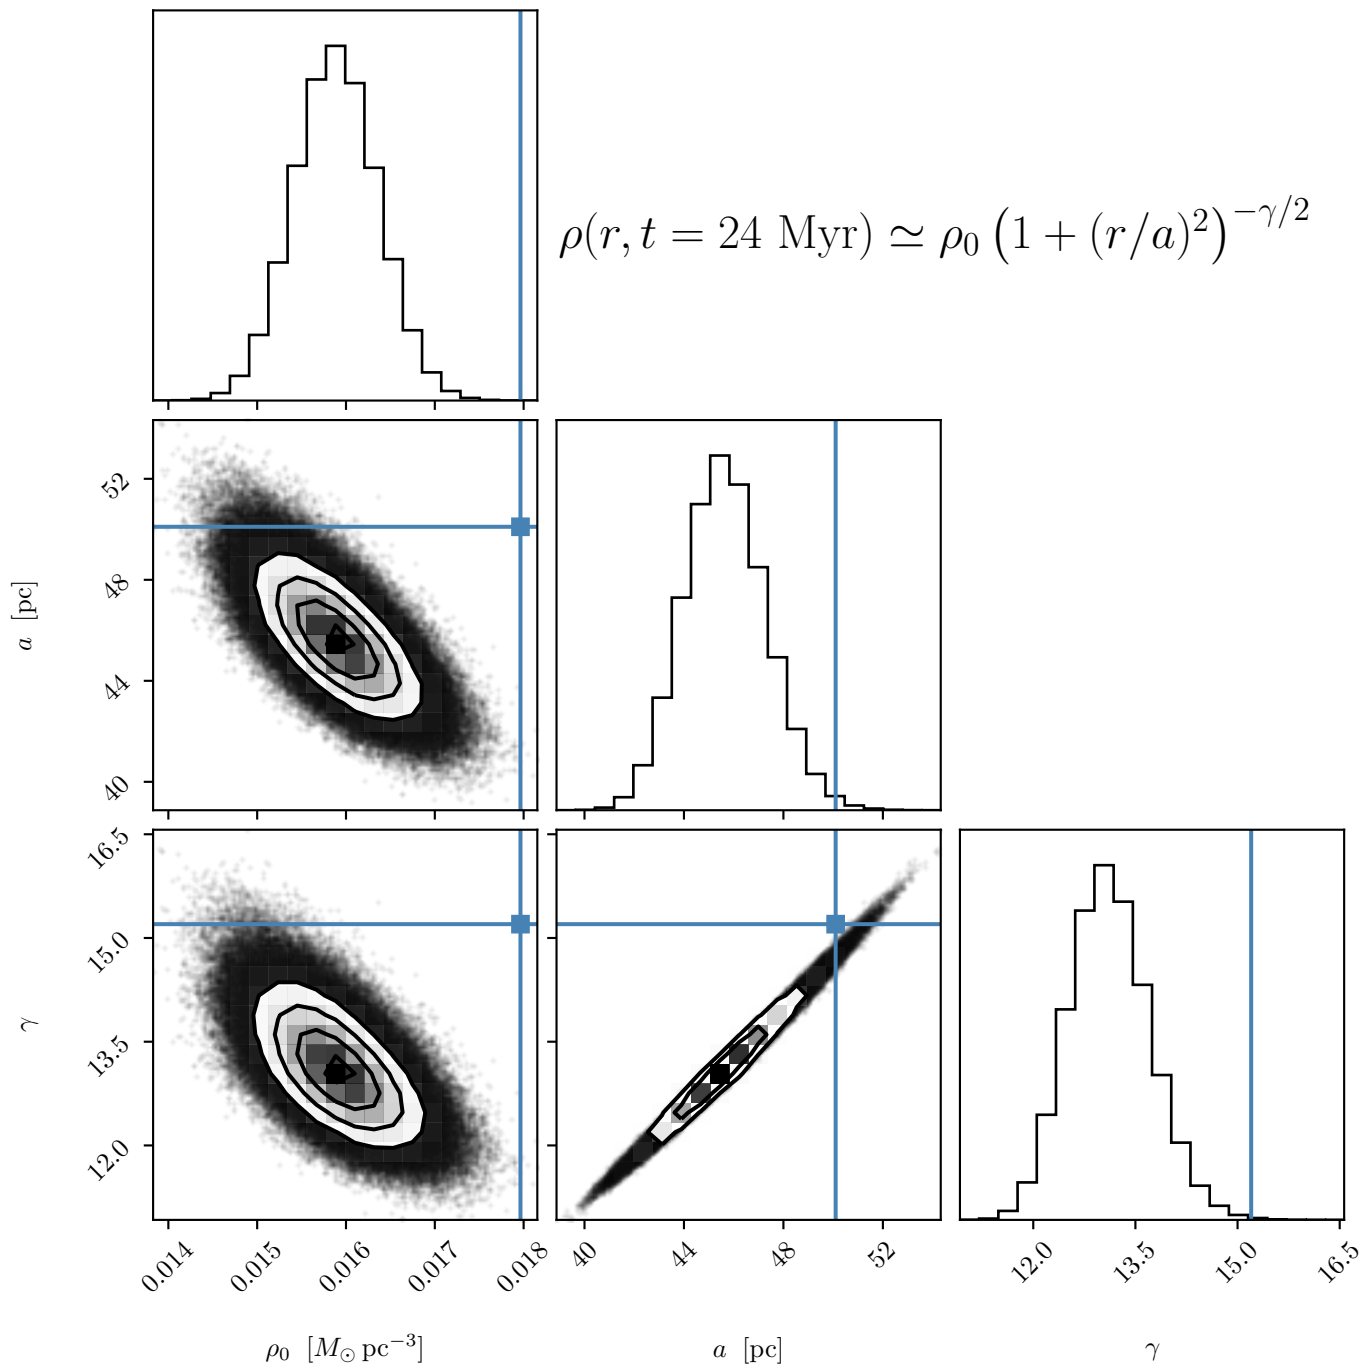 ρ(r, t = 24 Myr) ≃ ρ₀ (1 + (r/a)²)^{−γ/2}
52
48
44
40
a [pc]
16.5
15.0
13.5
12.0
γ
0.014 0.015 0.016 0.017 0.018
40 44 48 52
12.0 13.5 15.0 16.5
ρ₀ [M⊙ pc⁻³]
a [pc]
γ